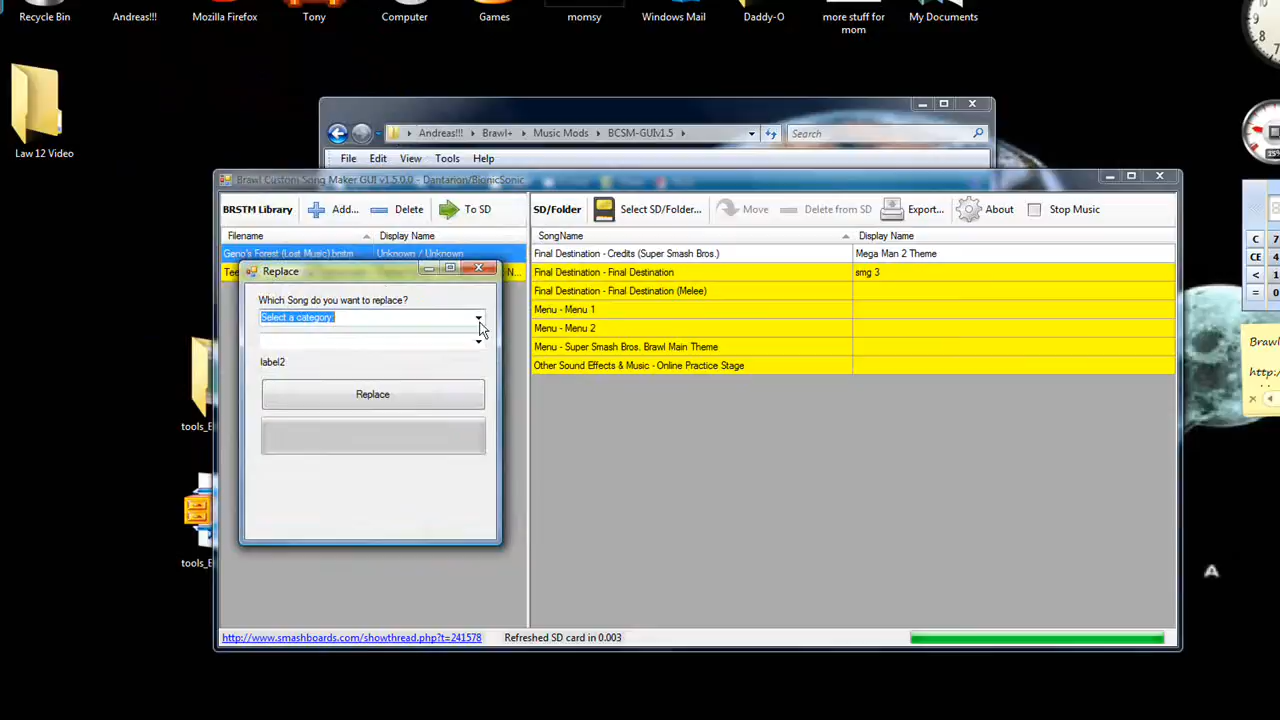 Recycle Bin
Andreas!!!
Mozilla Firefox
Tony
Computer
Games
momsy
Windows Mail
Daddy-O
more stuff for mom
My Documents
Law 12 Video
Andreas!!! Brawl+ Music Mods BCSM-GUIv1.5 Search
File Edit View Tools Help
Brawl Custom Song Maker GUI v1.5.0.0 - Dantarion/BionicSonic
BRSTM Library Add... Delete To SD
SD/Folder Select SD/Folder... Move Delete from SD Export... About Stop Music
Filename Display Name
Geno's Forest (Lost Music).brstm Unknown / Unknown
Tee N...
SongName Display Name
Final Destination - Credits (Super Smash Bros.) Mega Man 2 Theme
Final Destination - Final Destination smg 3
Final Destination - Final Destination (Melee)
Menu - Menu 1
Menu - Menu 2
Menu - Super Smash Bros. Brawl Main Theme
Other Sound Effects & Music - Online Practice Stage
Replace
Which Song do you want to replace?
Select a category
label2
Replace
tools_E
tools_E
http://www.smashboards.com/showthread.php?t=241578 Refreshed SD card in 0.003
C 7
CE 4
< 1
= 0
Brawl
http:/